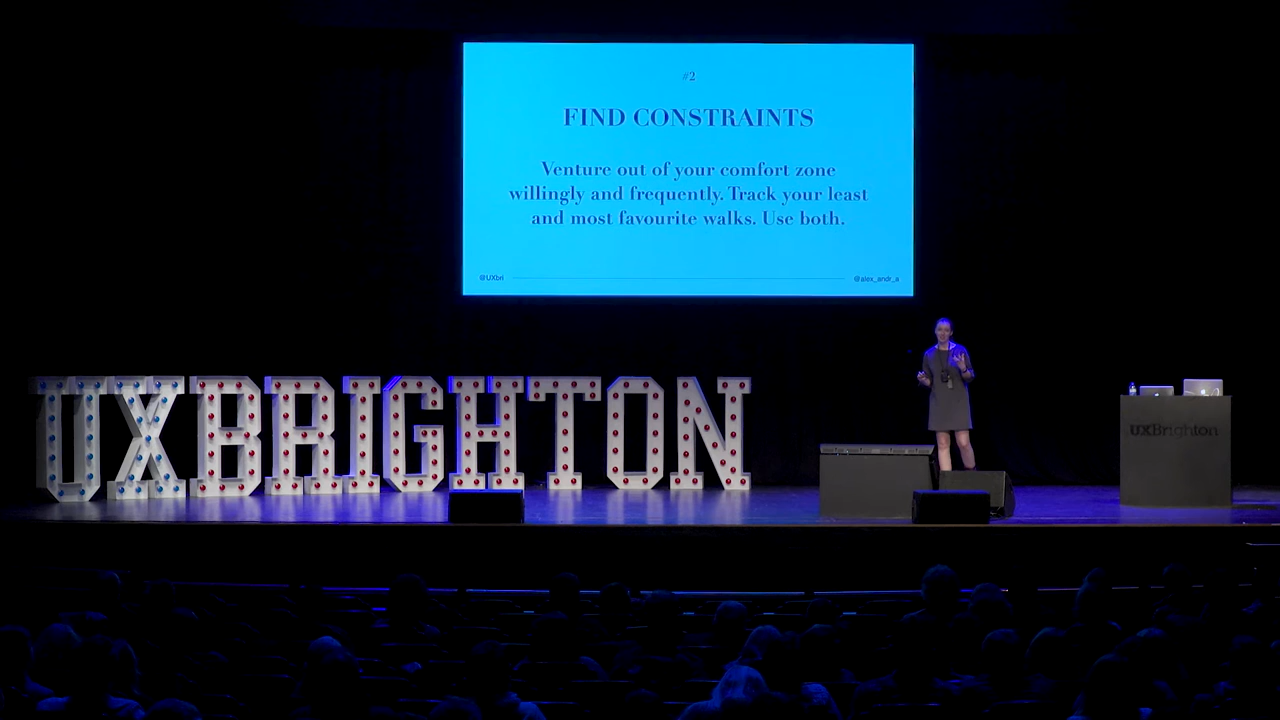 #2
FIND CONSTRAINTS
Venture out of your comfort zone
willingly and frequently. Track your least
and most favourite walks. Use both.
@UXbri
@alex_andr_a
UXBRIGHTON
UXBrighton